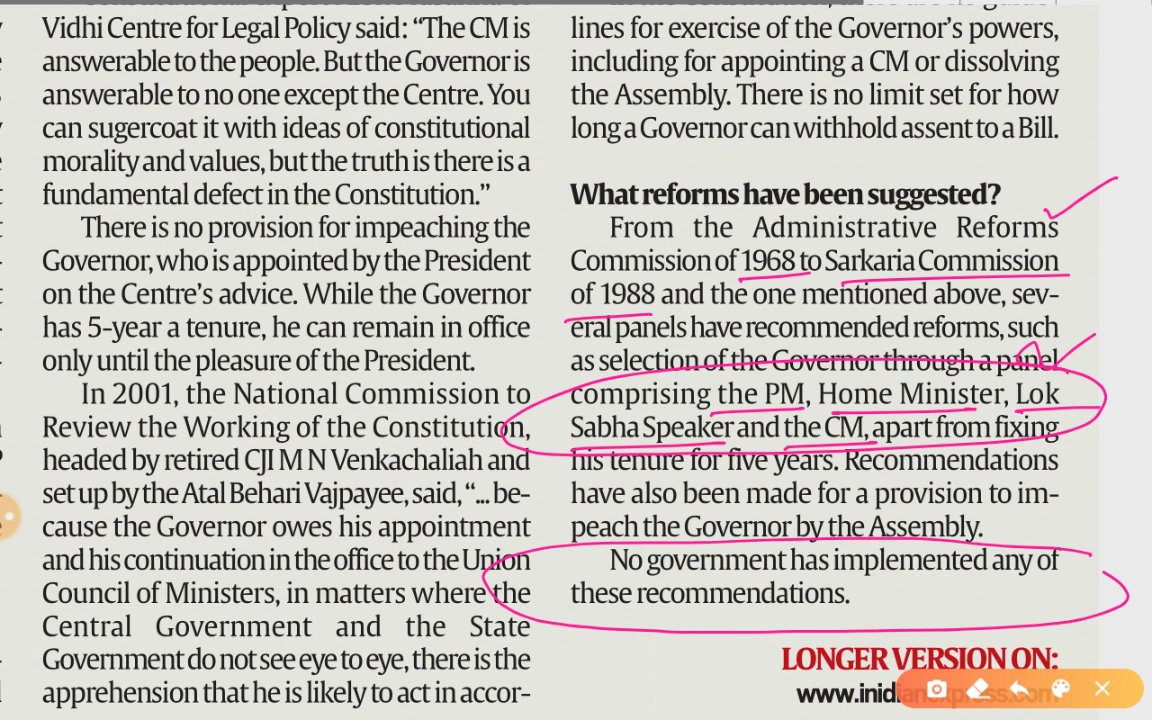 Vidhi Centre for Legal Policy said: “The CM is
answerable to the people. But the Governor is
answerable to no one except the Centre. You
can sugercoat it with ideas of constitutional
morality and values, but the truth is there is a
fundamental defect in the Constitution.”
There is no provision for impeaching the
Governor, who is appointed by the President
on the Centre’s advice. While the Governor
has 5-year a tenure, he can remain in office
only until the pleasure of the President.
In 2001, the National Commission to
Review the Working of the Constitution,
headed by retired CJI M N Venkachaliah and
set up by the Atal Behari Vajpayee, said, “... be-
cause the Governor owes his appointment
and his continuation in the office to the Union
Council of Ministers, in matters where the
Central Government and the State
Government do not see eye to eye, there is the
apprehension that he is likely to act in accor-
lines for exercise of the Governor’s powers,
including for appointing a CM or dissolving
the Assembly. There is no limit set for how
long a Governor can withhold assent to a Bill.
What reforms have been suggested?
From the Administrative Reforms
Commission of 1968 to Sarkaria Commission
of 1988 and the one mentioned above, sev-
eral panels have recommended reforms, such
as selection of the Governor through a panel
comprising the PM, Home Minister, Lok
Sabha Speaker and the CM, apart from fixing
his tenure for five years. Recommendations
have also been made for a provision to im-
peach the Governor by the Assembly.
No government has implemented any of
these recommendations.
LONGER VERSION ON: